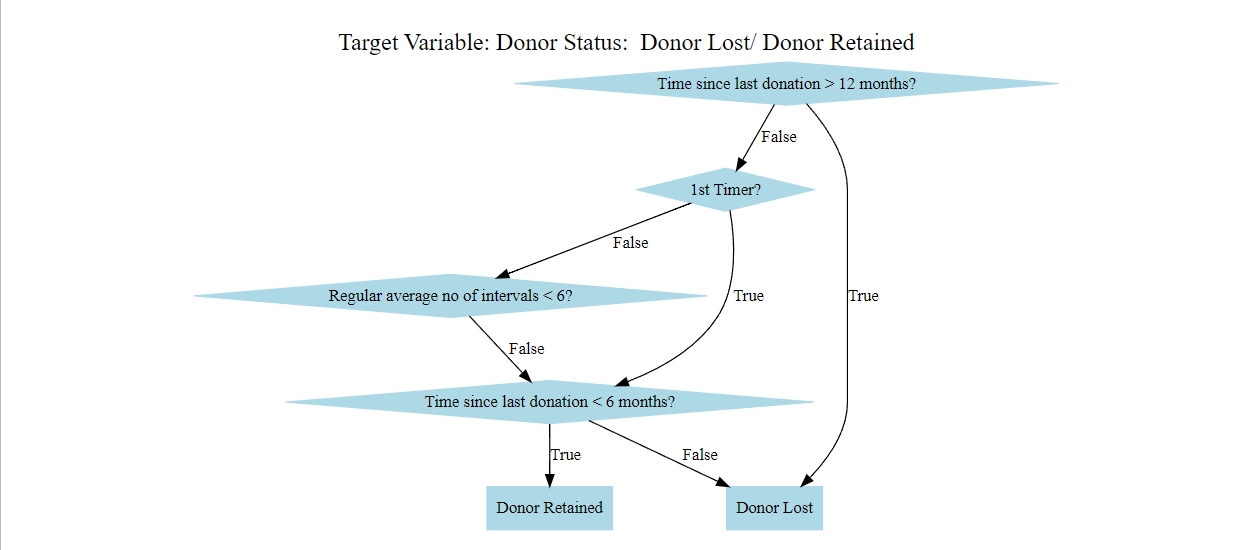 Target Variable: Donor Status:  Donor Lost/ Donor Retained
Time since last donation > 12 months?
False
1st Timer?
False
Regular average no of intervals < 6?
True
True
False
Time since last donation < 6 months?
True
False
Donor Retained
Donor Lost